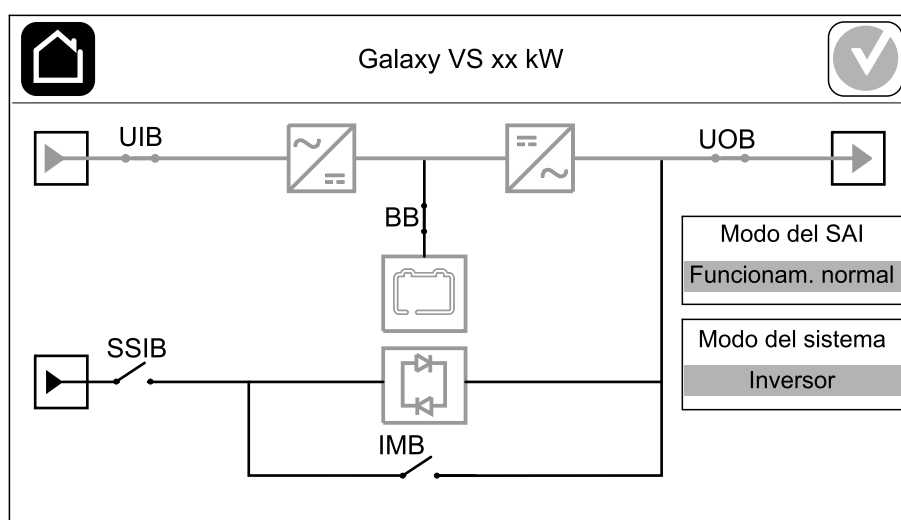 Galaxy VS xx kW
UIB
UOB
BB
Modo del SAI
Funcionam. normal
Modo del sistema
Inversor
SSIB
IMB